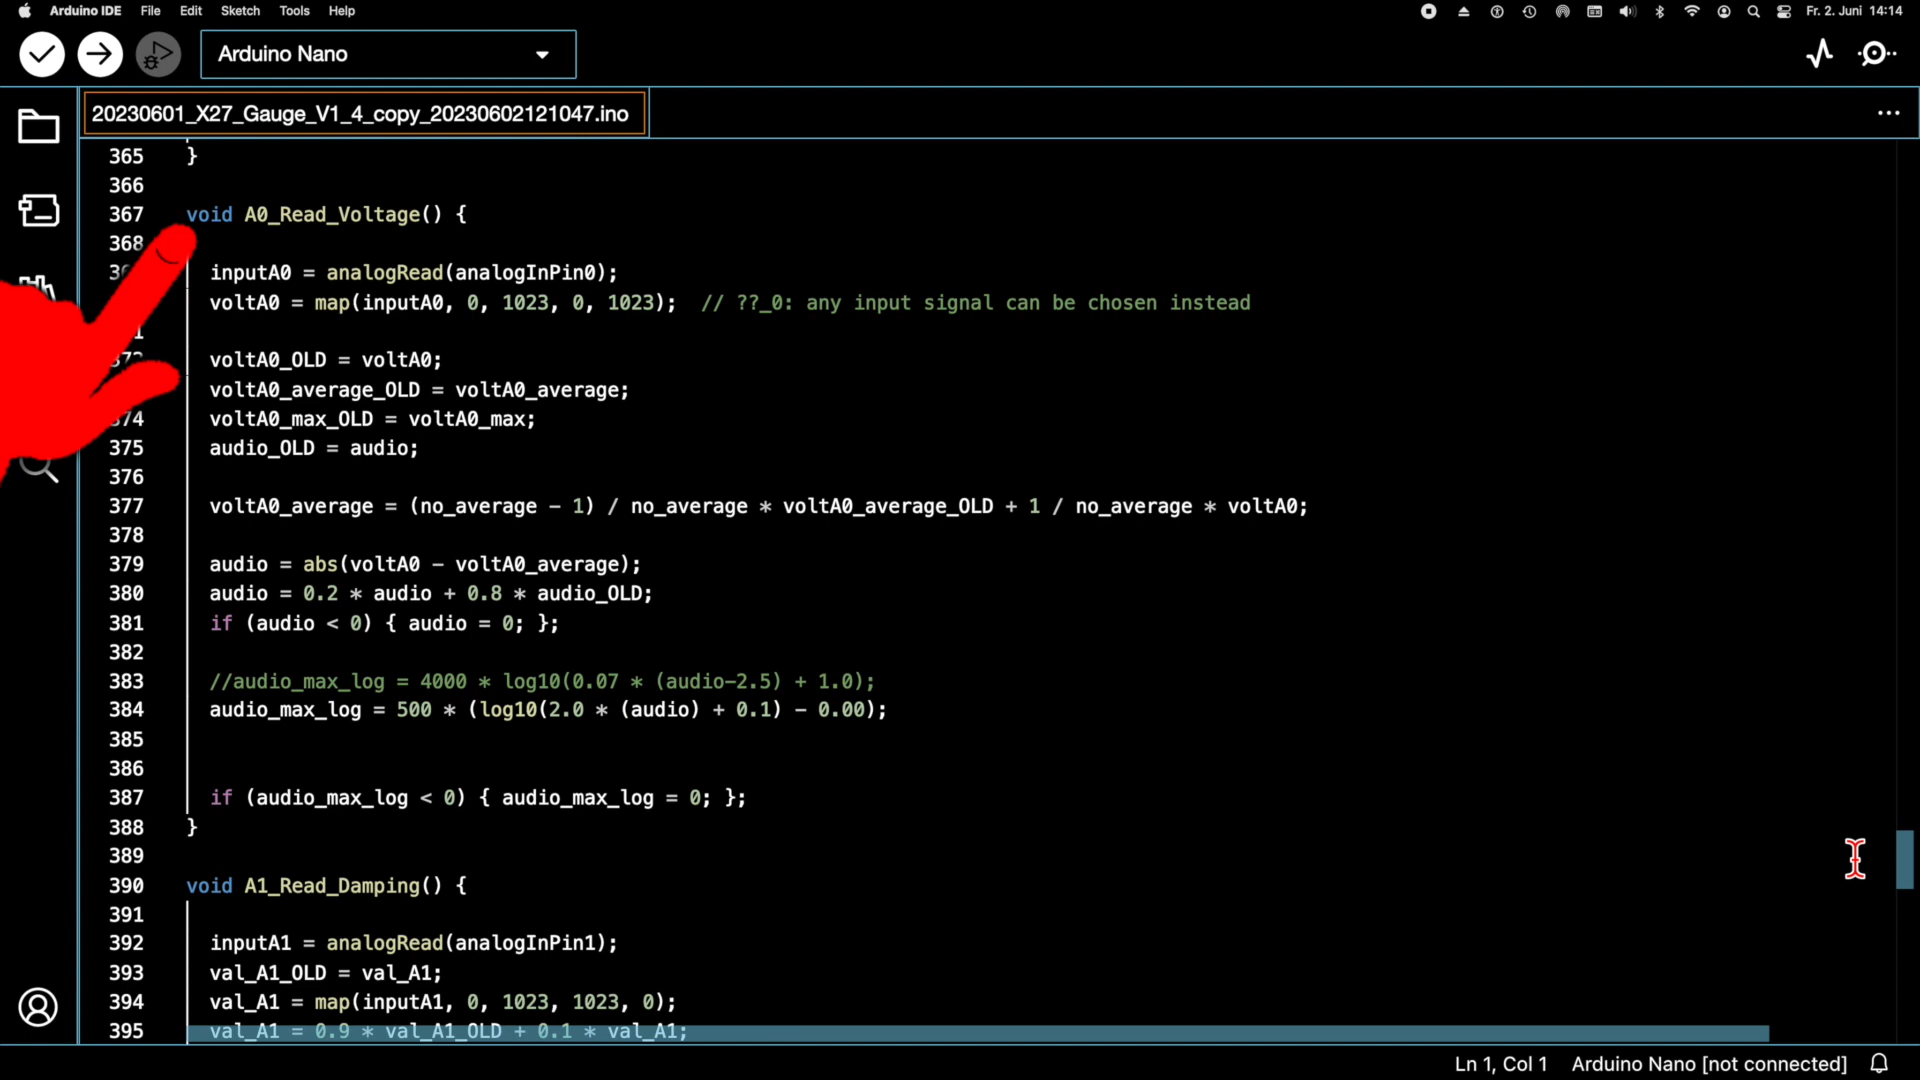 Arduino IDE File Edit Sketch Tools Help Fr. 2. Juni 14:14
Arduino Nano
20230601_X27_Gauge_V1_4_copy_20230602121047.ino
365 }
366
367 void A0_Read_Voltage() {
368
inputA0 = analogRead(analogInPin0);
voltA0 = map(inputA0, 0, 1023, 0, 1023); // ??_0: any input signal can be chosen instead
voltA0_OLD = voltA0;
voltA0_average_OLD = voltA0_average;
374 voltA0_max_OLD = voltA0_max;
375 audio_OLD = audio;
376
377 voltA0_average = (no_average - 1) / no_average * voltA0_average_OLD + 1 / no_average * voltA0;
378
379 audio = abs(voltA0 - voltA0_average);
380 audio = 0.2 * audio + 0.8 * audio_OLD;
381 if (audio < 0) { audio = 0; };
382
383 //audio_max_log = 4000 * log10(0.07 * (audio-2.5) + 1.0);
384 audio_max_log = 500 * (log10(2.0 * (audio) + 0.1) - 0.00);
385
386
387 if (audio_max_log < 0) { audio_max_log = 0; };
388 }
389
390 void A1_Read_Damping() {
391
392 inputA1 = analogRead(analogInPin1);
393 val_A1_OLD = val_A1;
394 val_A1 = map(inputA1, 0, 1023, 1023, 0);
395 val_A1 = 0.9 * val_A1_OLD + 0.1 * val_A1;
Ln 1, Col 1 Arduino Nano [not connected]